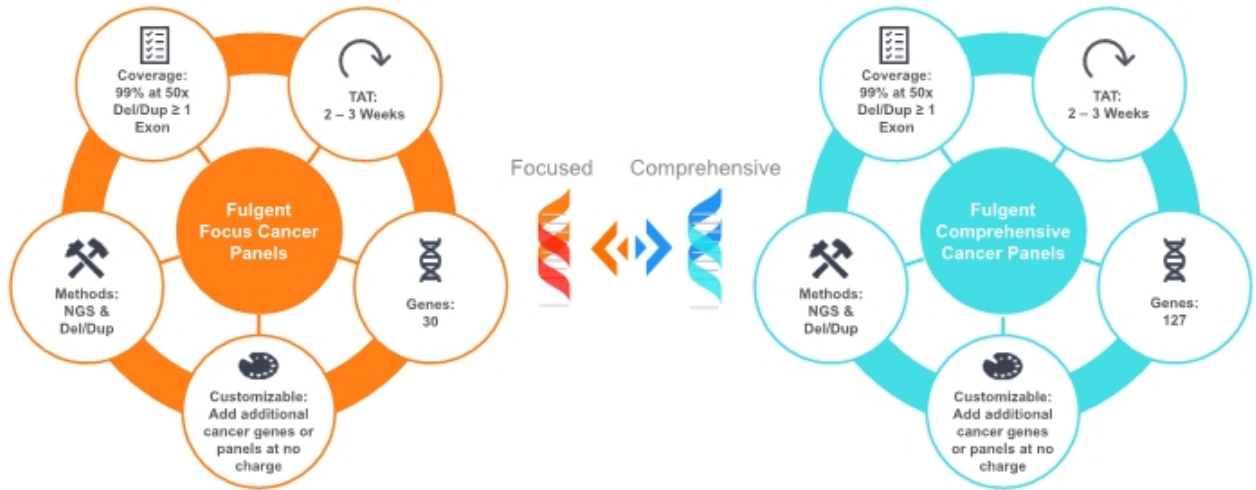 Coverage:
99% at 50x
Del/Dup ≥ 1
Exon
TAT:
2 – 3 Weeks
Fulgent
Focus Cancer
Panels
Methods:
NGS &
Del/Dup
Genes:
30
Customizable:
Add additional
cancer genes or
panels at no
charge
Focused
Comprehensive
Coverage:
99% at 50x
Del/Dup ≥ 1
Exon
TAT:
2 – 3 Weeks
Fulgent
Comprehensive
Cancer Panels
Methods:
NGS &
Del/Dup
Genes:
127
Customizable:
Add additional
cancer genes
or panels at no
charge